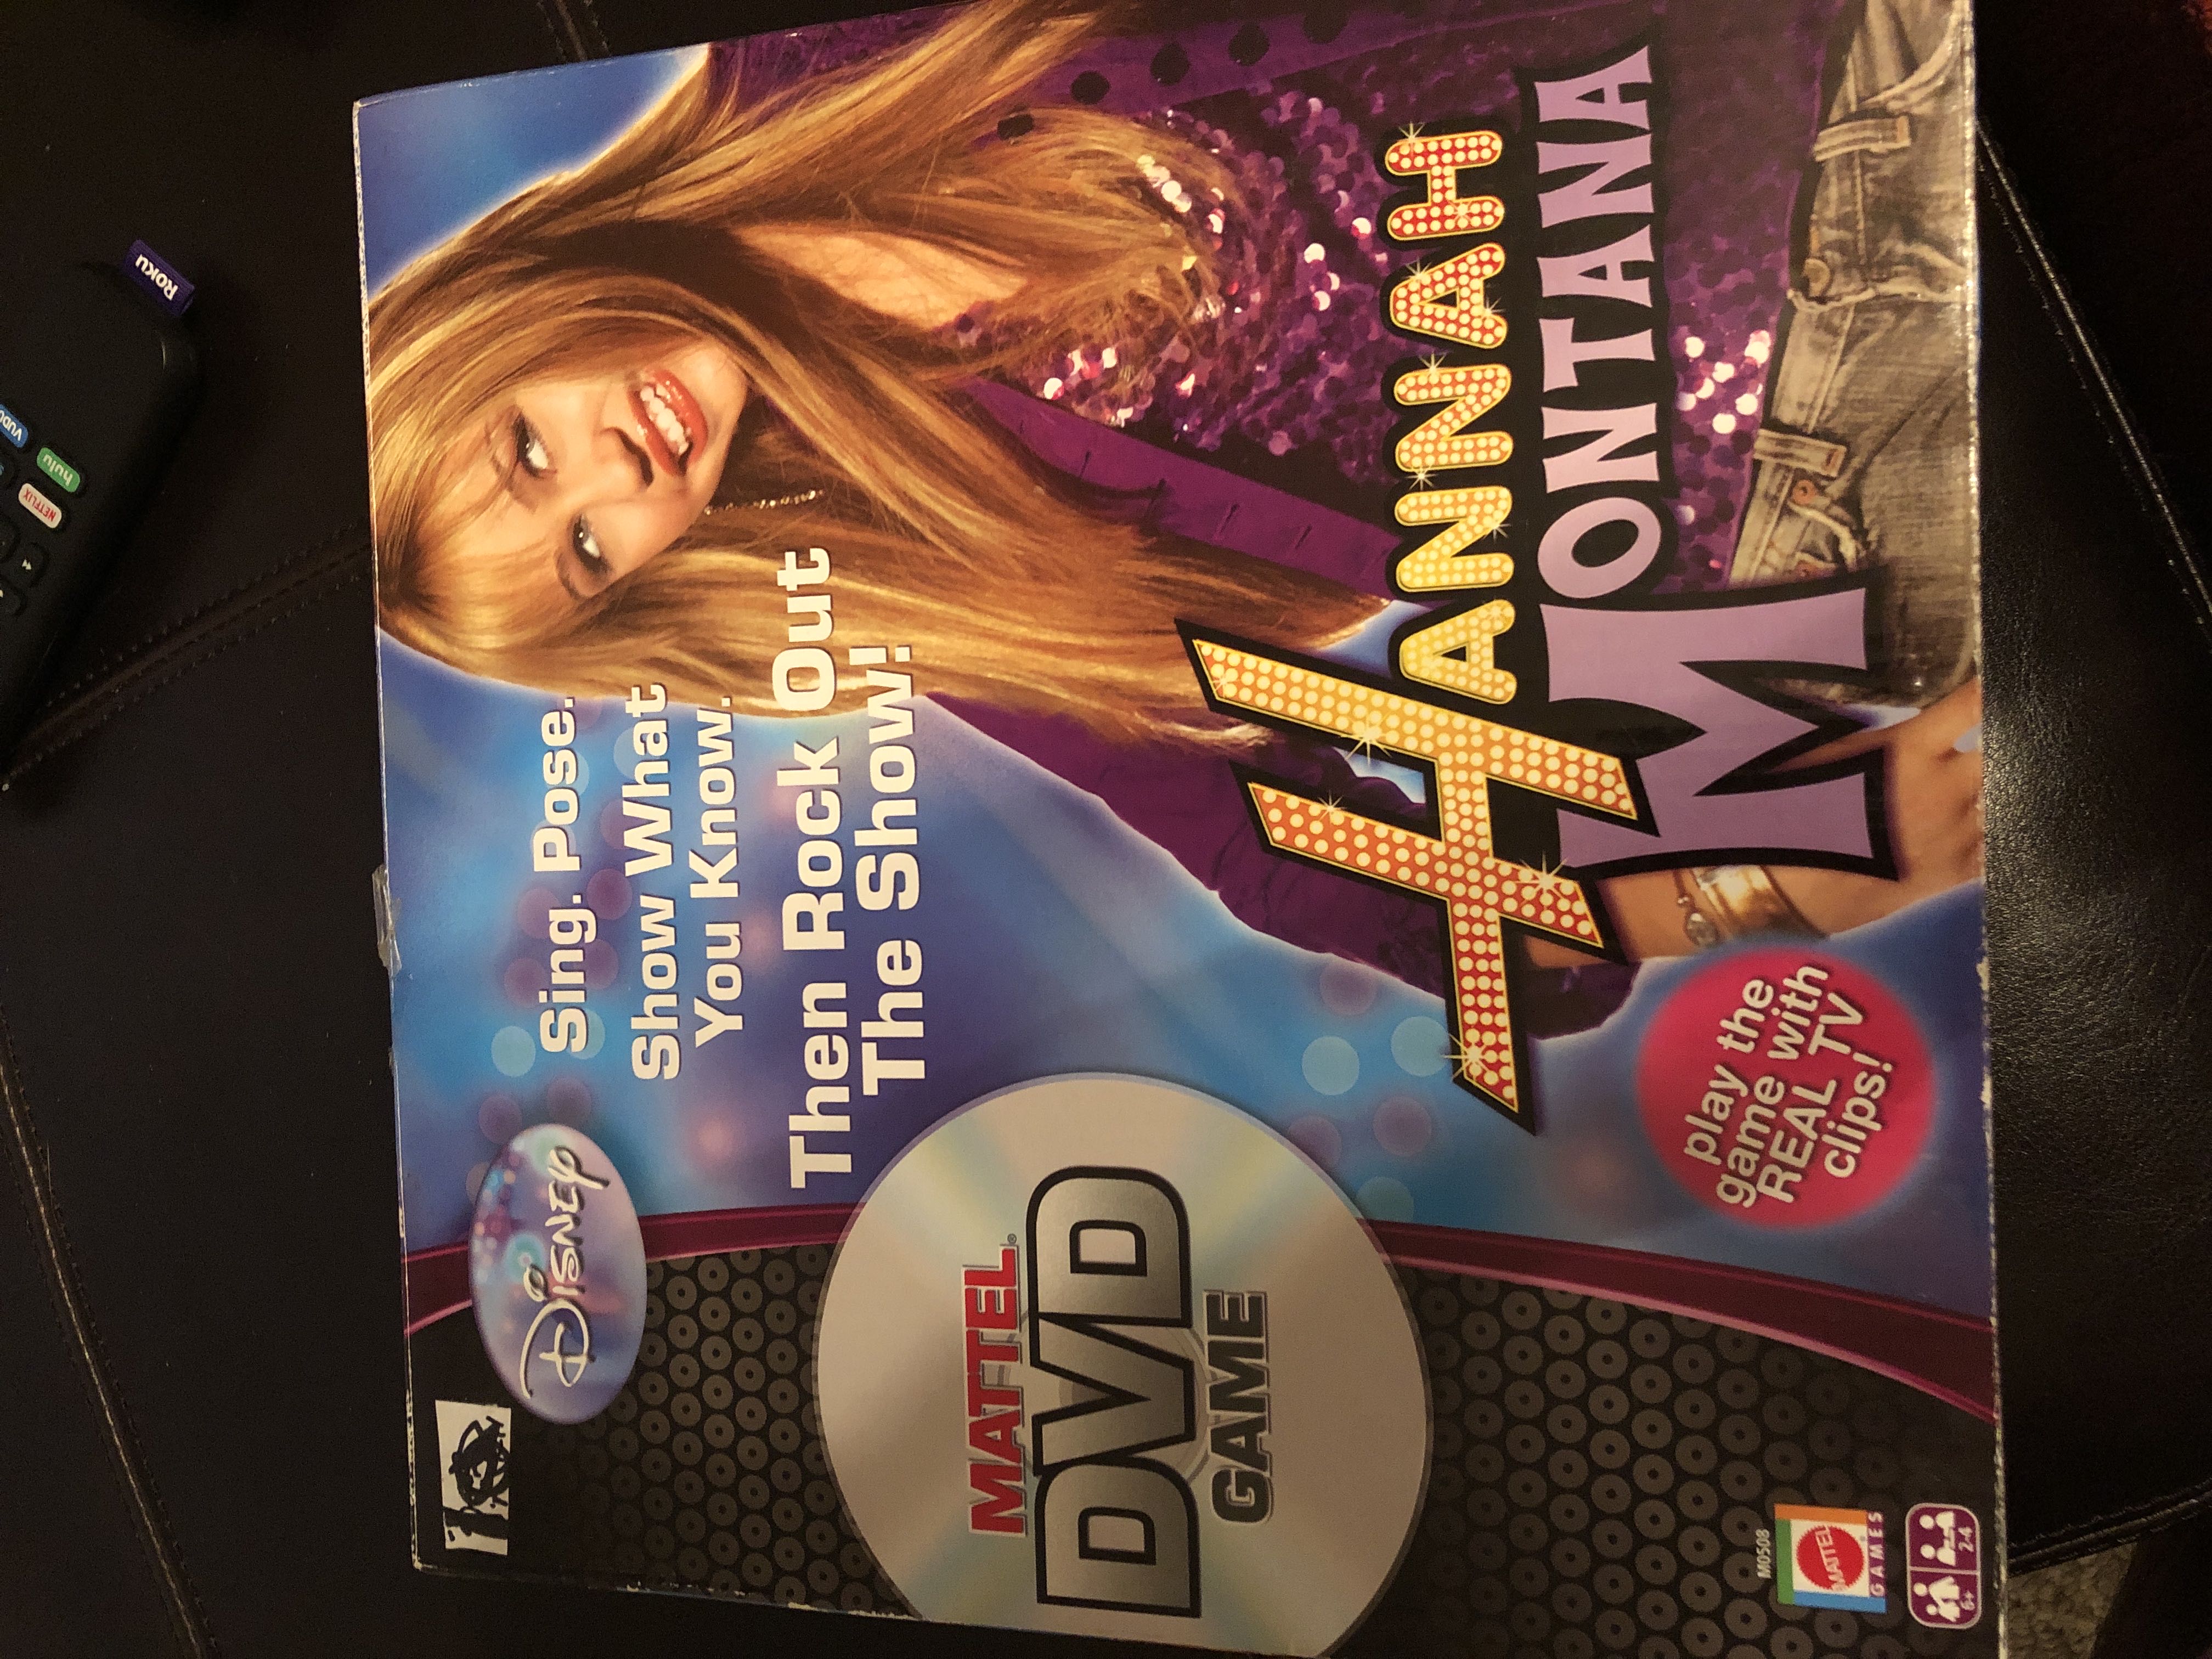 Disney
Sing. Pose.
Show What
You Know.
Then Rock Out
The Show!
MATTEL®
DVD
GAME
HANNAH
MONTANA
play the
game with
REAL TV
clips!
M0508
MATTEL
GAMES
6+
2-4
ROKU
hulu
NETFLIX
VUDU